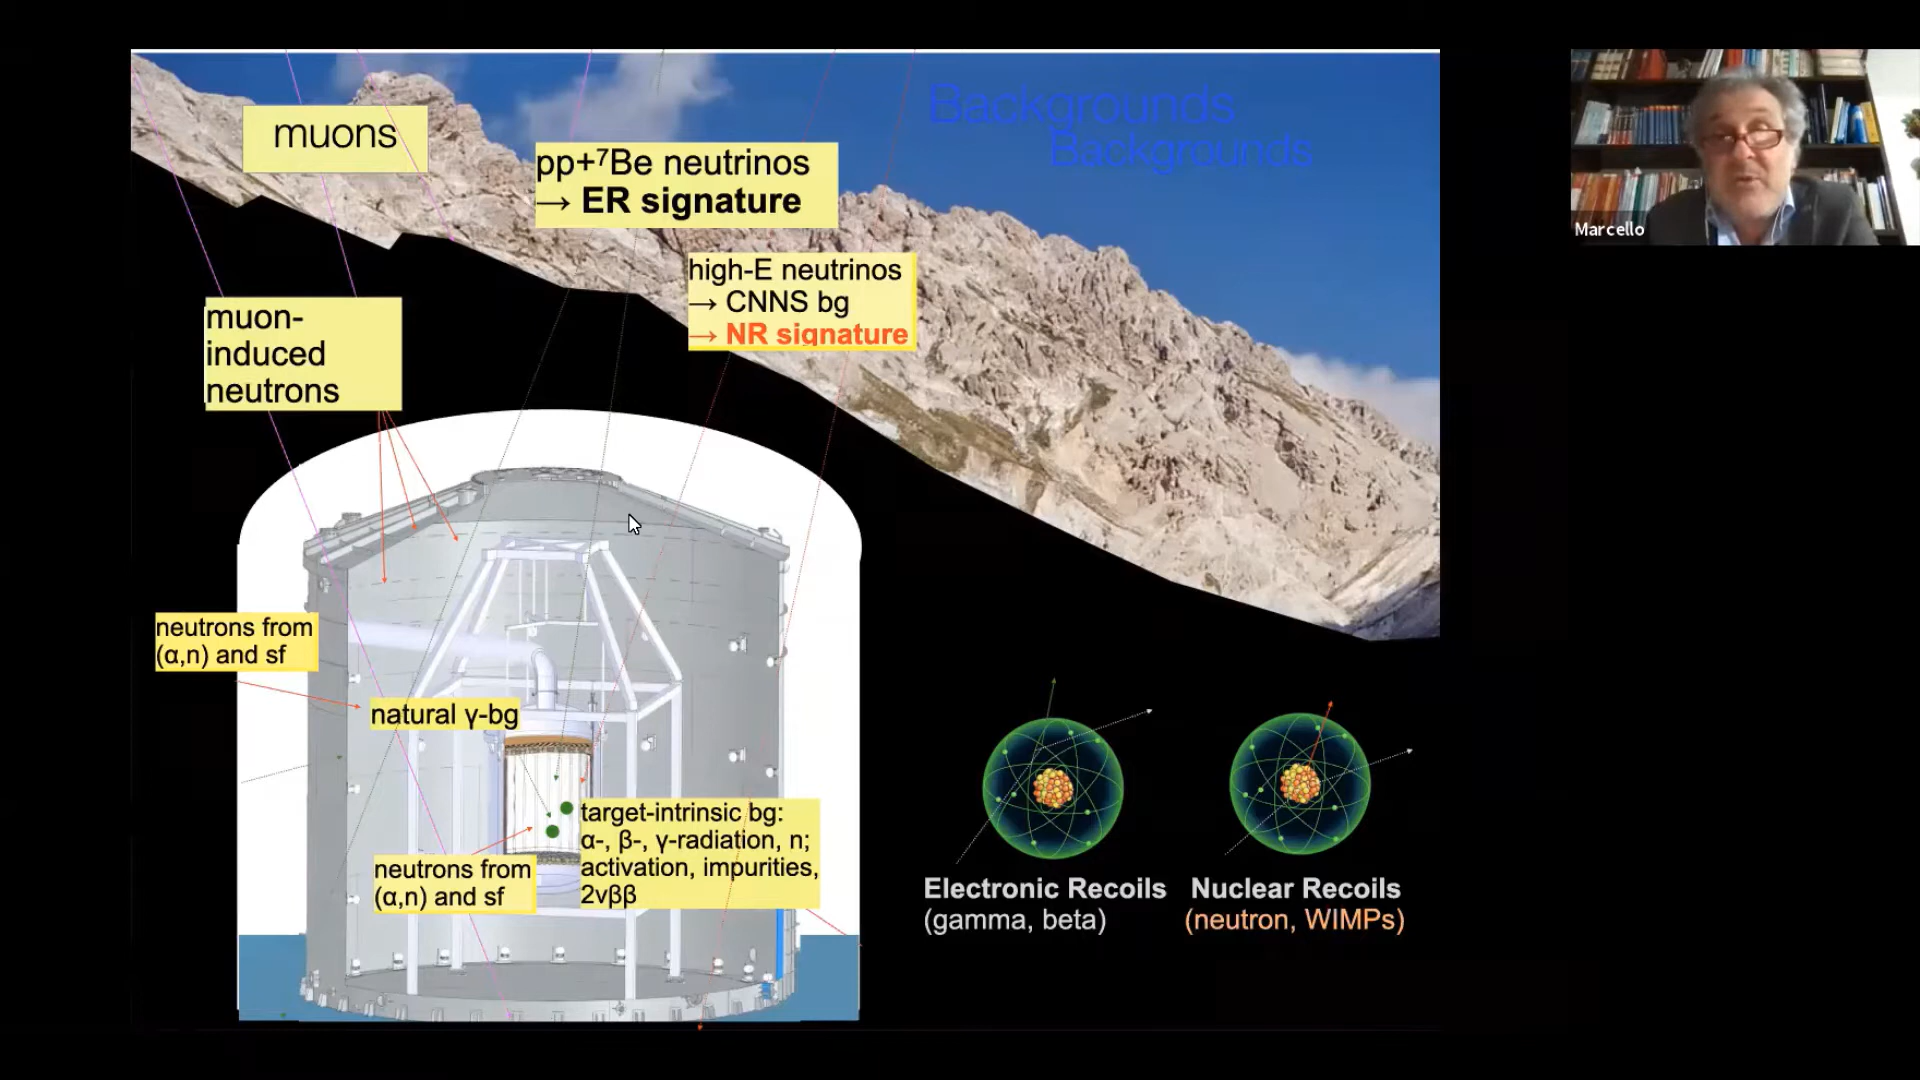 Backgrounds
Backgrounds
muons
pp+⁷Be neutrinos
→ ER signature
high-E neutrinos
→ CNNS bg
→ NR signature
muon-
induced
neutrons
neutrons from
(α,n) and sf
natural γ-bg
target-intrinsic bg:
α-, β-, γ-radiation, n;
activation, impurities,
2νββ
neutrons from
(α,n) and sf
Electronic Recoils
(gamma, beta)
Nuclear Recoils
(neutron, WIMPs)
Marcello